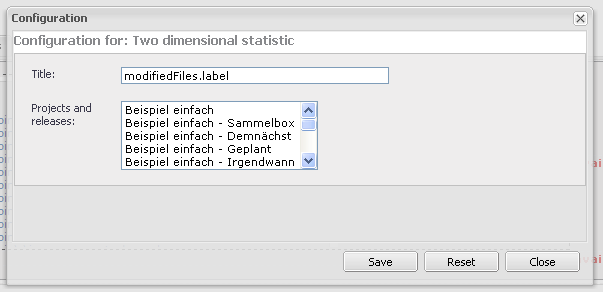 Configuration
Configuration for: Two dimensional statistic
Title:
modifiedFiles.label
Projects and
releases:
Beispiel einfach
Beispiel einfach - Sammelbox
Beispiel einfach - Demnächst
Beispiel einfach - Geplant
Beispiel einfach - Irgendwann
Save
Reset
Close